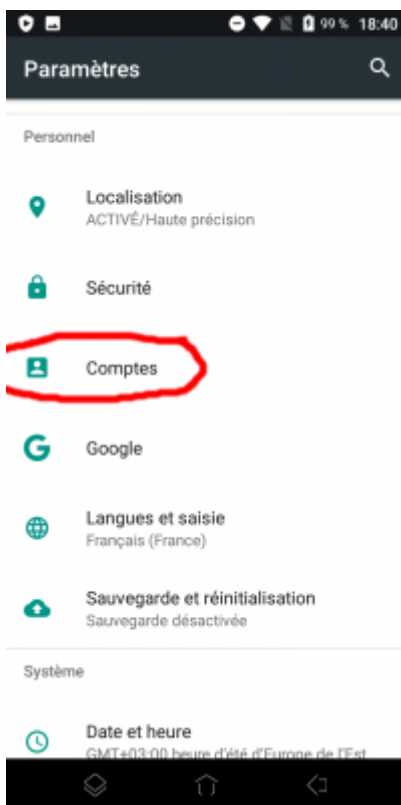 99 % 18:40
Paramètres
Personnel
Localisation
ACTIVÉ/Haute précision
Sécurité
Comptes
Google
Langues et saisie
Français (France)
Sauvegarde et réinitialisation
Sauvegarde désactivée
Système
Date et heure
GMT+03:00 heure d'été d'Europe de l'Est